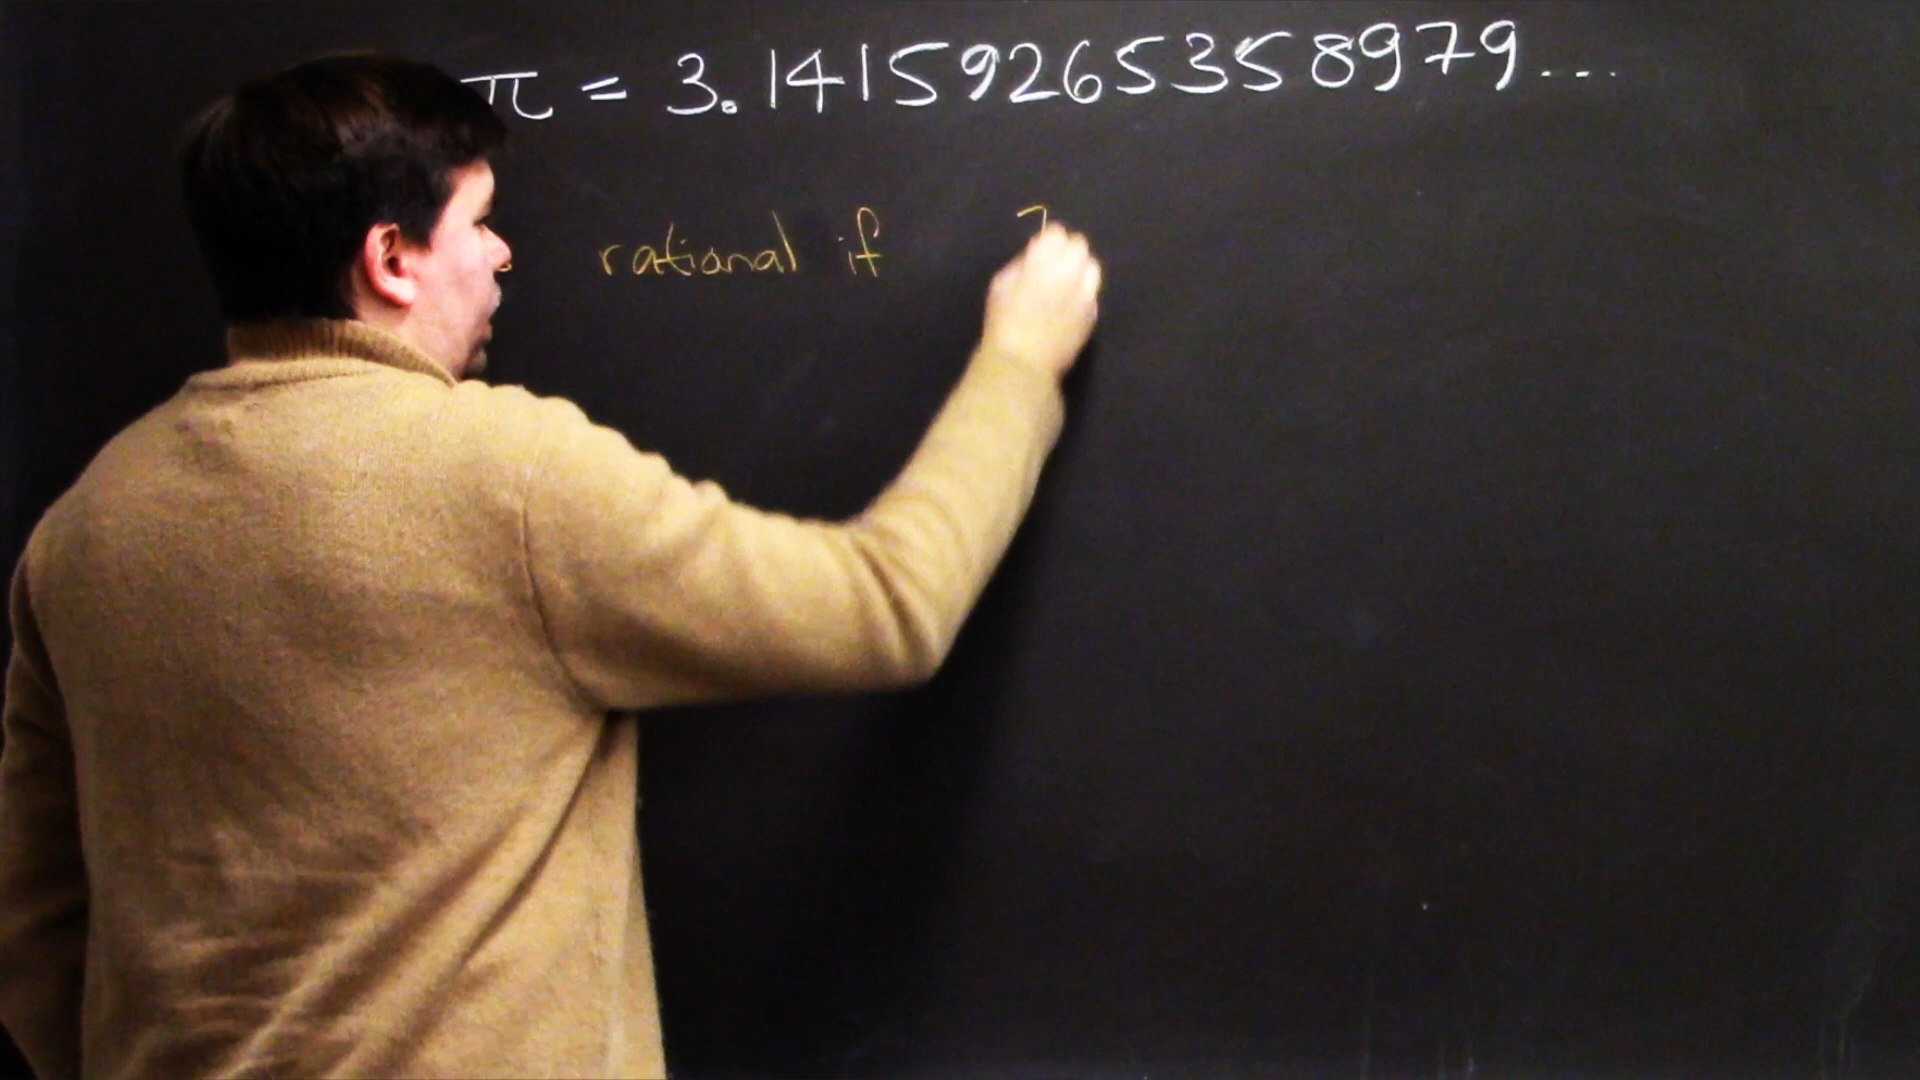 π = 3.14159265358979...
rational if